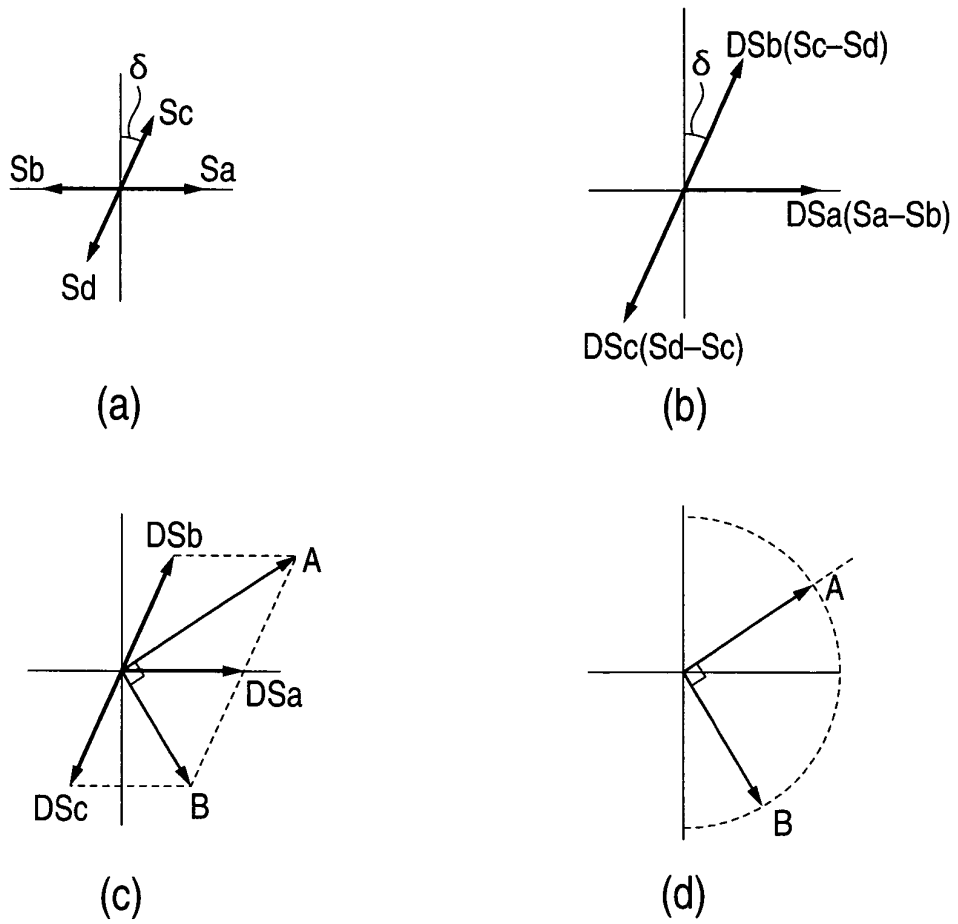 δ
Sc
Sb
Sa
Sd
(a)
DSb(Sc–Sd)
δ
DSa(Sa–Sb)
DSc(Sd–Sc)
(b)
DSb
A
DSa
DSc
B
(c)
A
B
(d)